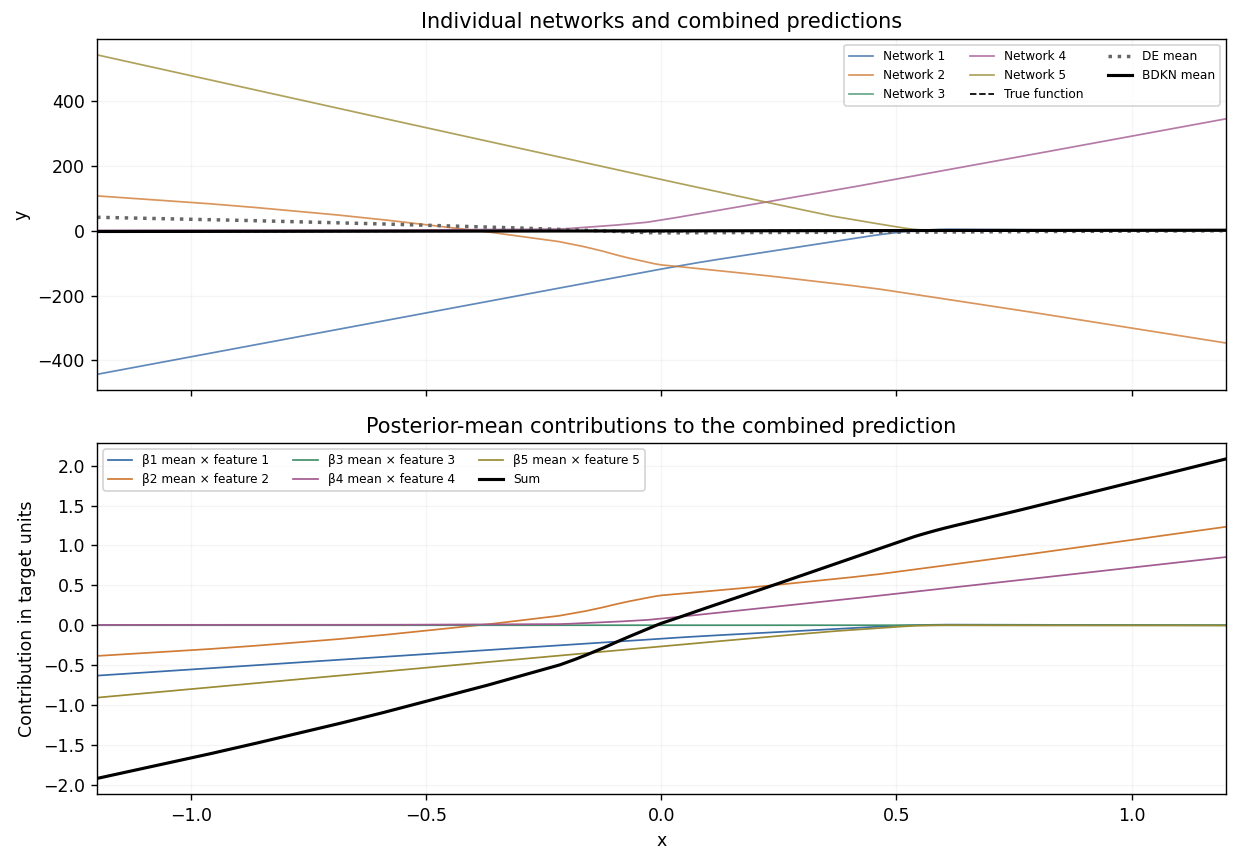 Individual networks and combined predictions
Network 1 Network 4 DE mean
Network 2 Network 5 BDKN mean
Network 3 True function
400
200
0
−200
−400
y
Posterior-mean contributions to the combined prediction
β1 mean × feature 1 β3 mean × feature 3 β5 mean × feature 5
β2 mean × feature 2 β4 mean × feature 4 Sum
2.0
1.5
1.0
0.5
0.0
−0.5
−1.0
−1.5
−2.0
Contribution in target units
−1.0 −0.5 0.0 0.5 1.0
x